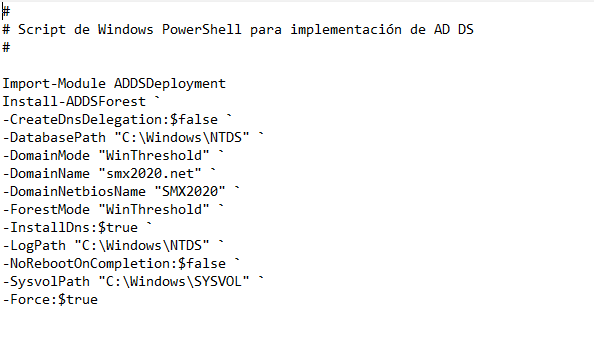 #
# Script de Windows PowerShell para implementación de AD DS
#
Import-Module ADDSDeployment
Install-ADDSForest `
-CreateDnsDelegation:$false `
-DatabasePath "C:\Windows\NTDS" `
-DomainMode "WinThreshold" `
-DomainName "smx2020.net" `
-DomainNetbiosName "SMX2020" `
-ForestMode "WinThreshold" `
-InstallDns:$true `
-LogPath "C:\Windows\NTDS" `
-NoRebootOnCompletion:$false `
-SysvolPath "C:\Windows\SYSVOL" `
-Force:$true